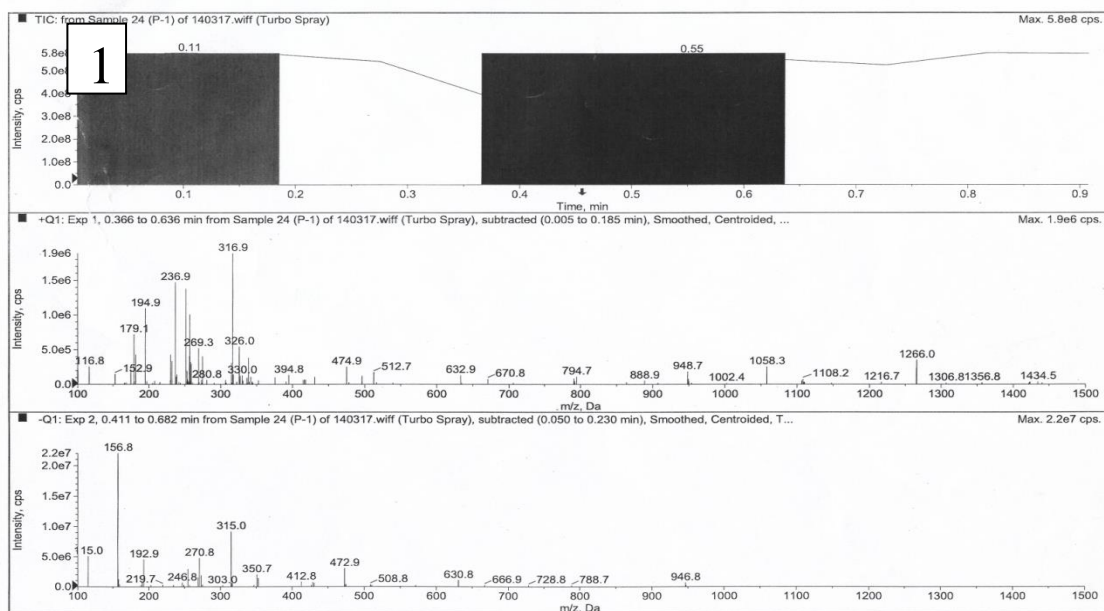 TIC: from Sample 24 (P-1) of 140317.wiff (Turbo Spray)
Max. 5.8e8 cps.
1
0.11
0.55
5.8e8
5.0e8
4.0e8
3.0e8
2.0e8
1.0e8
0.0
Intensity, cps
0.1 0.2 0.3 0.4 0.5 0.6 0.7 0.8 0.9
Time, min
+Q1: Exp 1, 0.366 to 0.636 min from Sample 24 (P-1) of 140317.wiff (Turbo Spray), subtracted (0.005 to 0.185 min), Smoothed, Centroided, ...
Max. 1.9e6 cps.
1.9e6
1.5e6
1.0e6
5.0e5
0.0
Intensity, cps
316.9
236.9
194.9
179.1
269.3
326.0
116.8
152.9
280.8
330.0
394.8
474.9
512.7
632.9
670.8
794.7
888.9
948.7
1002.4
1058.3
1108.2
1216.7
1266.0
1306.8
1356.8
1434.5
100 200 300 400 500 600 700 800 900 1000 1100 1200 1300 1400 1500
m/z, Da
-Q1: Exp 2, 0.411 to 0.682 min from Sample 24 (P-1) of 140317.wiff (Turbo Spray), subtracted (0.050 to 0.230 min), Smoothed, Centroided, T...
Max. 2.2e7 cps.
2.2e7
2.0e7
1.5e7
1.0e7
5.0e6
0.0
Intensity, cps
156.8
315.0
115.0
192.9
270.8
350.7
472.9
219.7
246.8
303.0
412.8
508.8
630.8
666.9
728.8
788.7
946.8
100 200 300 400 500 600 700 800 900 1000 1100 1200 1300 1400 1500
m/z, Da